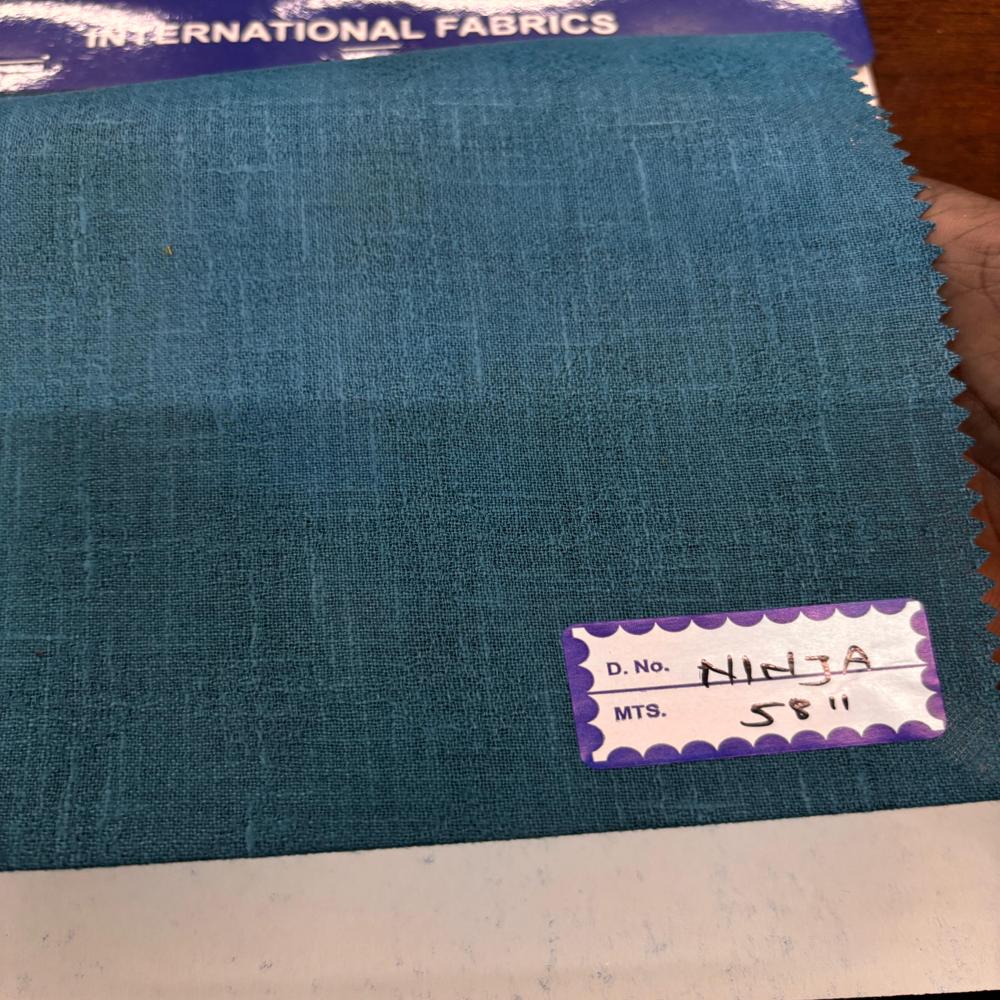 INTERNATIONAL FABRICS
D. No. NINJA
MTS. 58"